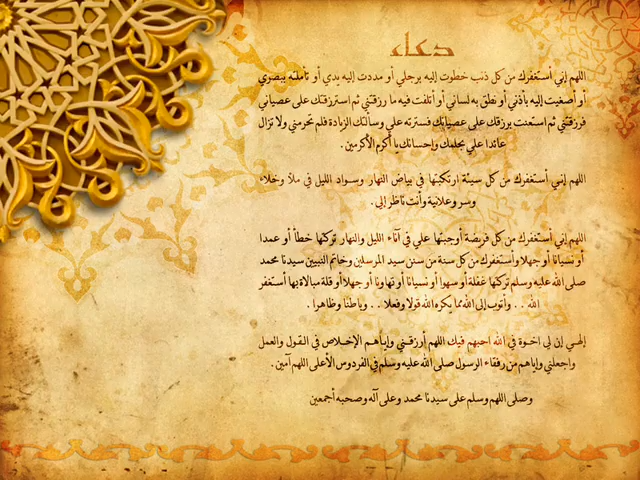 دعاء
اللهم إني أستغفرك من كل ذنب خطوت إليه برجلي أو مددت إليه يدي أو تأملته ببصري
أو أصغيت إليه بأذني أو نطق به لساني أو أتلفت فيه ما رزقتني ثم استرزقتك على عصياني
فرزقتني ثم استعنت برزقك على عصيانك فسترته علي وسألتك الزيادة فلم تحرمني ولا تزال
عائدا علي بحلمك وإحسانك يا أكرم الأكرمين .
اللهم إني أستغفرك من كل سيئة ارتكبتها في بياض النهار وسواد الليل في ملأ وخلاء
وسر وعلانية وأنت ناظر إلي .
اللهم إني أستغفرك من كل فريضة أوجبتها علي في آناء الليل والنهار تركتها خطأ أو عمدا
أو نسيانا أو جهلا وأستغفرك من كل سنة من سنن سيد المرسلين وخاتم النبيين سيدنا محمد
صلى الله عليه وسلم تركتها غفلة أو سهوا أو نسيانا أو تهاونا أو جهلا أو قلة مبالاة بها أستغفر
الله . . وأتوب إلى الله مما يكره الله قولا وفعلا . . وباطنا وظاهرا .
إلهي إن لي اخوة في الله احبهم فيك اللهم أرزقني وإياهم الإخلاص في القول والعمل
واجعلني وإياهم من رفقاء الرسول صلى الله عليه وسلم في الفردوس الأعلى اللهم آمين .
وصلى اللهم وسلم على سيدنا محمد وعلى آله وصحبه أجمعين